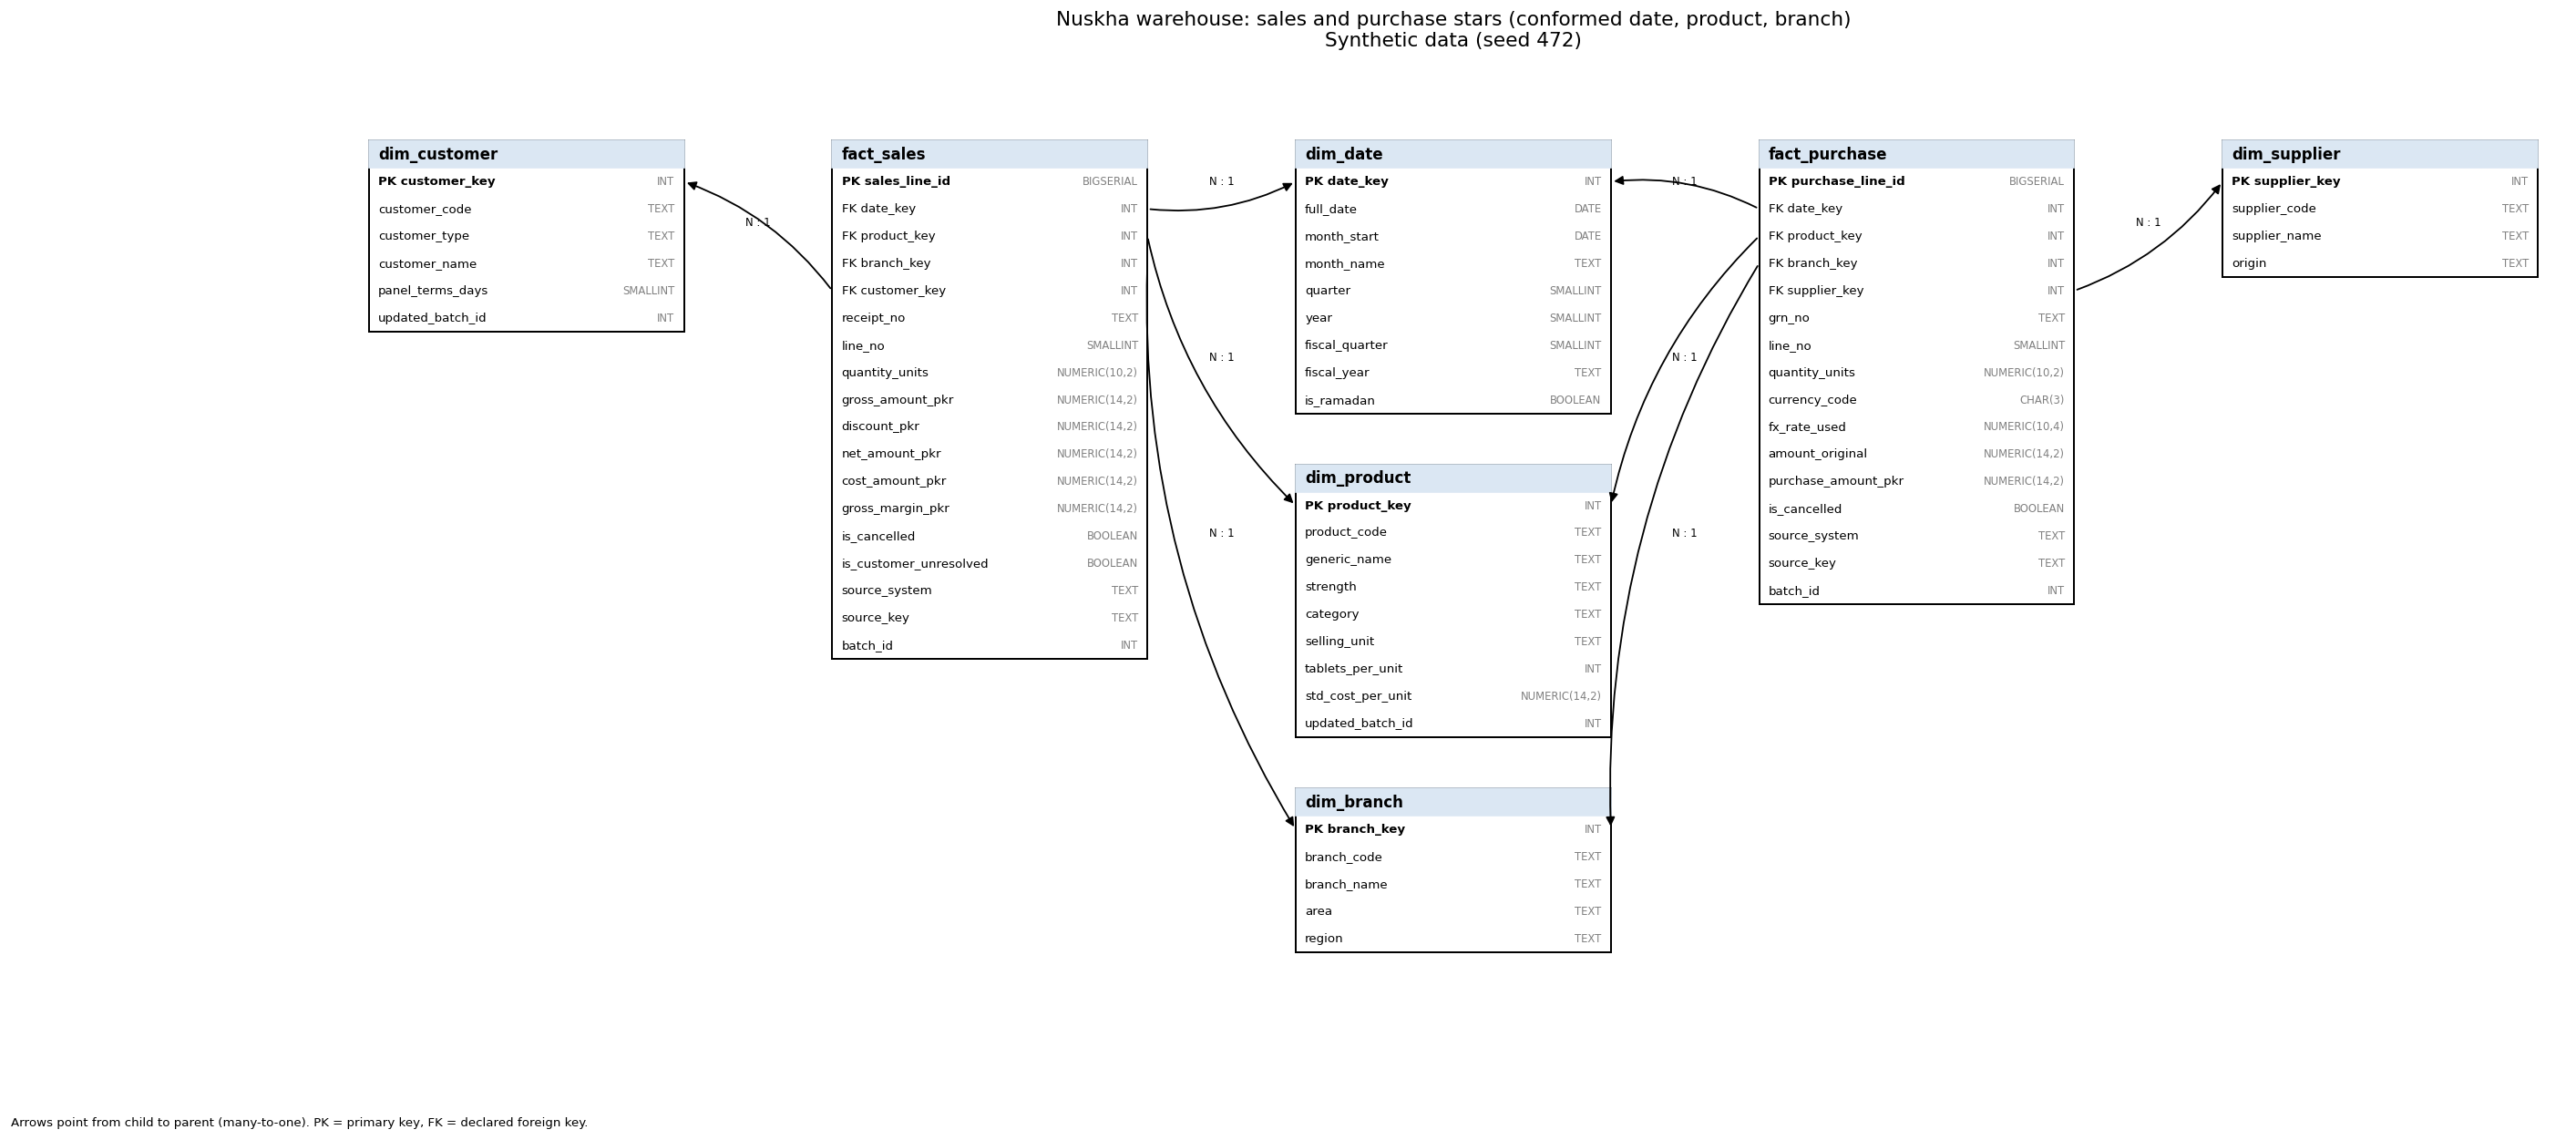 Nuskha warehouse: sales and purchase stars (conformed date, product, branch)
Synthetic data (seed 472)
dim_customer
PK customer_key INT
customer_code TEXT
customer_type TEXT
customer_name TEXT
panel_terms_days SMALLINT
updated_batch_id INT
N : 1
fact_sales
PK sales_line_id BIGSERIAL
FK date_key INT
FK product_key INT
FK branch_key INT
FK customer_key INT
receipt_no TEXT
line_no SMALLINT
quantity_units NUMERIC(10,2)
gross_amount_pkr NUMERIC(14,2)
discount_pkr NUMERIC(14,2)
net_amount_pkr NUMERIC(14,2)
cost_amount_pkr NUMERIC(14,2)
gross_margin_pkr NUMERIC(14,2)
is_cancelled BOOLEAN
is_customer_unresolved BOOLEAN
source_system TEXT
source_key TEXT
batch_id INT
N : 1
N : 1
N : 1
dim_date
PK date_key INT
full_date DATE
month_start DATE
month_name TEXT
quarter SMALLINT
year SMALLINT
fiscal_quarter SMALLINT
fiscal_year TEXT
is_ramadan BOOLEAN
dim_product
PK product_key INT
product_code TEXT
generic_name TEXT
strength TEXT
category TEXT
selling_unit TEXT
tablets_per_unit INT
std_cost_per_unit NUMERIC(14,2)
updated_batch_id INT
dim_branch
PK branch_key INT
branch_code TEXT
branch_name TEXT
area TEXT
region TEXT
N : 1
N : 1
N : 1
fact_purchase
PK purchase_line_id BIGSERIAL
FK date_key INT
FK product_key INT
FK branch_key INT
FK supplier_key INT
grn_no TEXT
line_no SMALLINT
quantity_units NUMERIC(10,2)
currency_code CHAR(3)
fx_rate_used NUMERIC(10,4)
amount_original NUMERIC(14,2)
purchase_amount_pkr NUMERIC(14,2)
is_cancelled BOOLEAN
source_system TEXT
source_key TEXT
batch_id INT
N : 1
dim_supplier
PK supplier_key INT
supplier_code TEXT
supplier_name TEXT
origin TEXT
Arrows point from child to parent (many-to-one). PK = primary key, FK = declared foreign key.